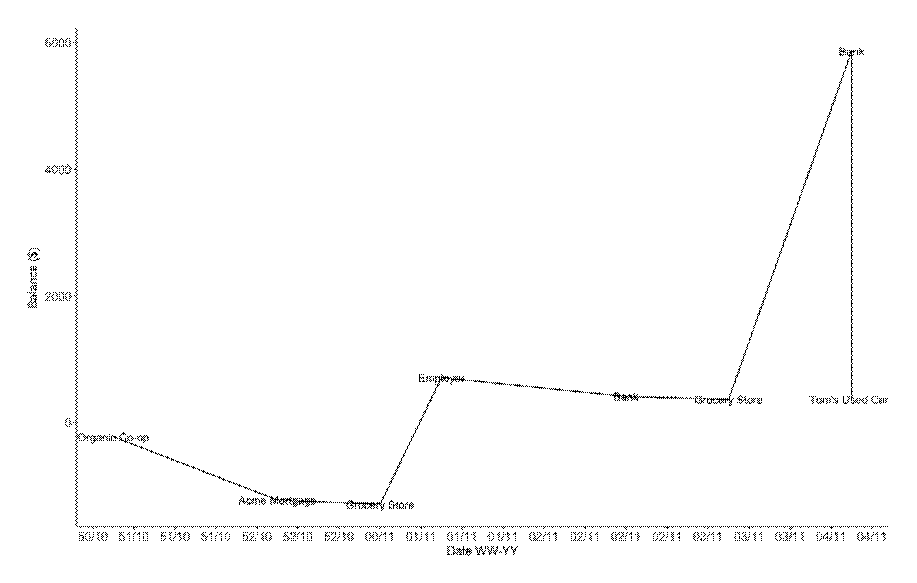 6000
Bank
4000
Balance ($)
2000
Employer
Bank
Grocery Store
Tom's Used Car
0
Organic Co-op
Acme Mortgage
Grocery Store
50/10 51/10 51/10 51/10 52/10 52/10 52/10 00/11 01/11 01/11 01/11 02/11 02/11 02/11 02/11 02/11 03/11 03/11 04/11 04/11
Date WW-YY